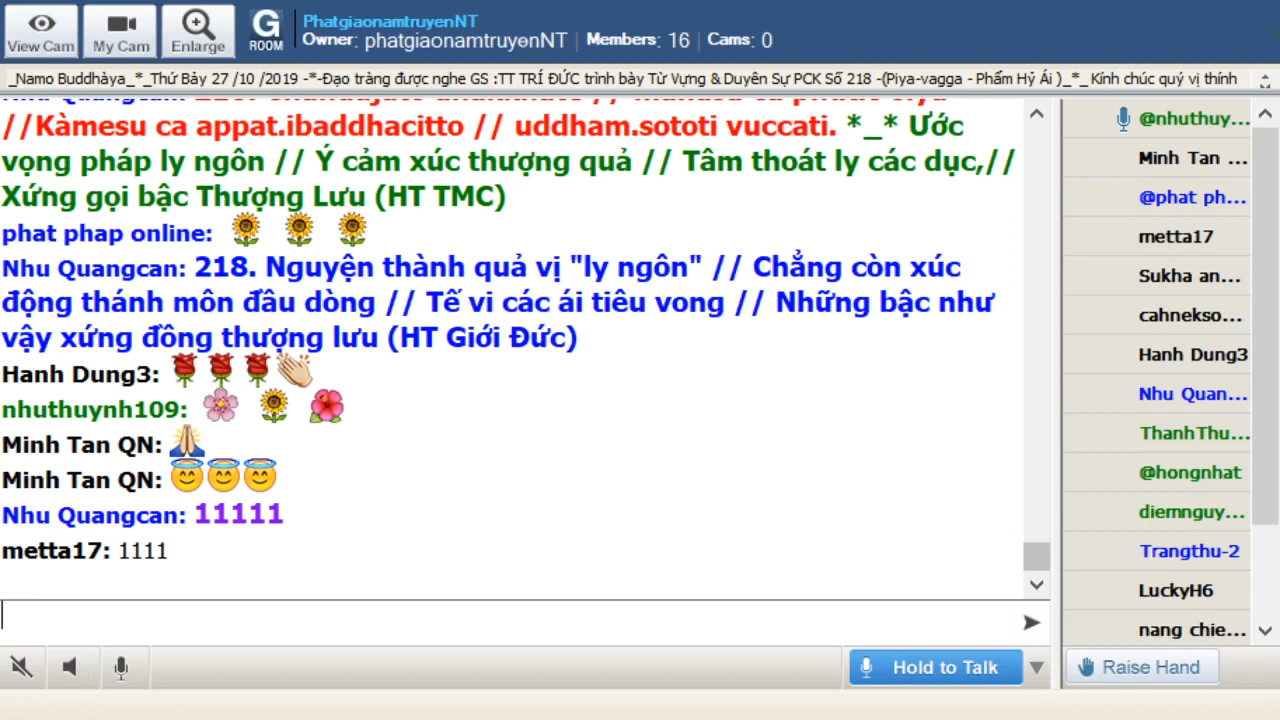 View Cam
My Cam
Enlarge
G
ROOM
PhatgiaonamtruyenNT
Owner: phatgiaonamtruyenNT | Members: 16 | Cams: 0
_Namo Buddhàya_*_Thứ Bảy 27 /10 /2019 -*-Đạo tràng được nghe GS :TT TRÍ ĐỨC trình bày Từ Vựng & Duyên Sự PCK Số 218 -(Piya-vagga - Phẩm Hỷ Ái )_*_Kính chúc quý vị thính
//Kàmesu ca appat.ibaddhacitto // uddham.sototi vuccati. *_* Ước
vọng pháp ly ngôn // Ý cảm xúc thượng quả // Tâm thoát ly các dục,//
Xứng gọi bậc Thượng Lưu (HT TMC)
phat phap online:
Nhu Quangcan: 218. Nguyện thành quả vị "ly ngôn" // Chẳng còn xúc
động thánh môn đầu dòng // Tế vi các ái tiêu vong // Những bậc như
vậy xứng đồng thượng lưu (HT Giới Đức)
Hanh Dung3:
nhuthuynh109:
Minh Tan QN:
Minh Tan QN:
Nhu Quangcan: 11111
metta17: 1111
Hold to Talk
@nhuthuy...
Minh Tan ...
@phat ph...
metta17
Sukha an...
cahnekso...
Hanh Dung3
Nhu Quan...
ThanhThu...
@hongnhat
diemnguy...
Trangthu-2
LuckyH6
nang chie...
Raise Hand